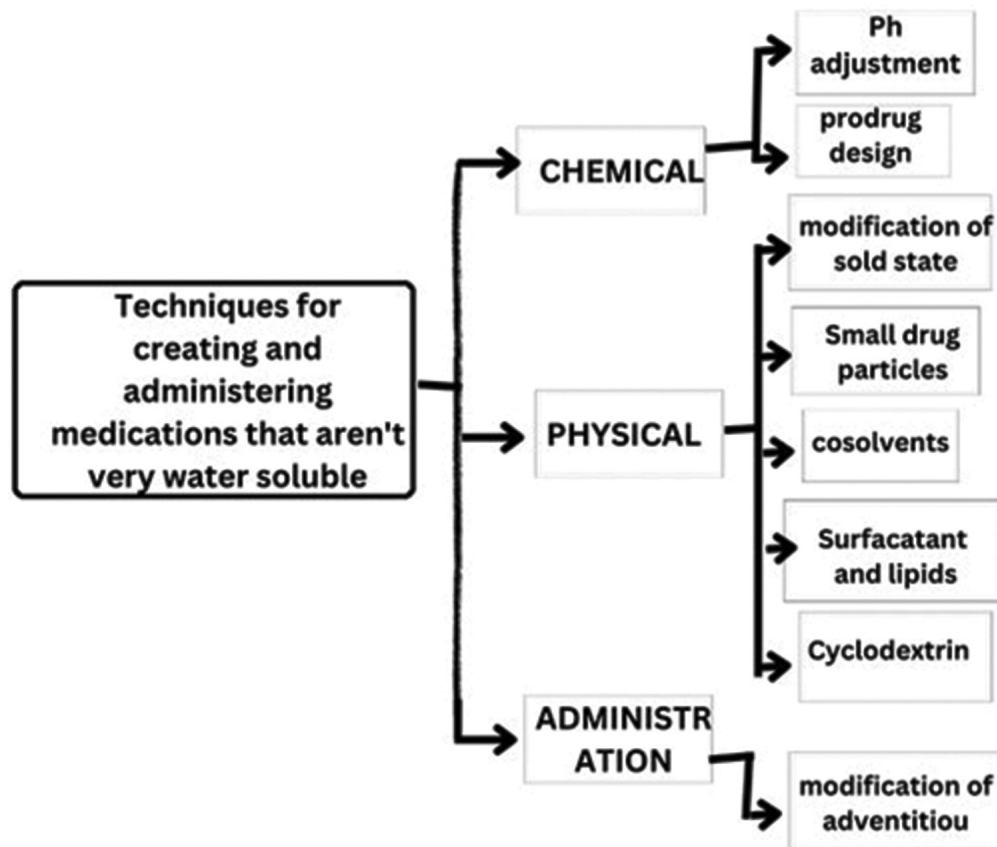 Techniques for
creating and
administering
medications that aren't
very water soluble
CHEMICAL
Ph
adjustment
prodrug
design
PHYSICAL
modification of
sold state
Small drug
particles
cosolvents
Surfacatant
and lipids
Cyclodextrin
ADMINISTR
ATION
modification of
adventitiou